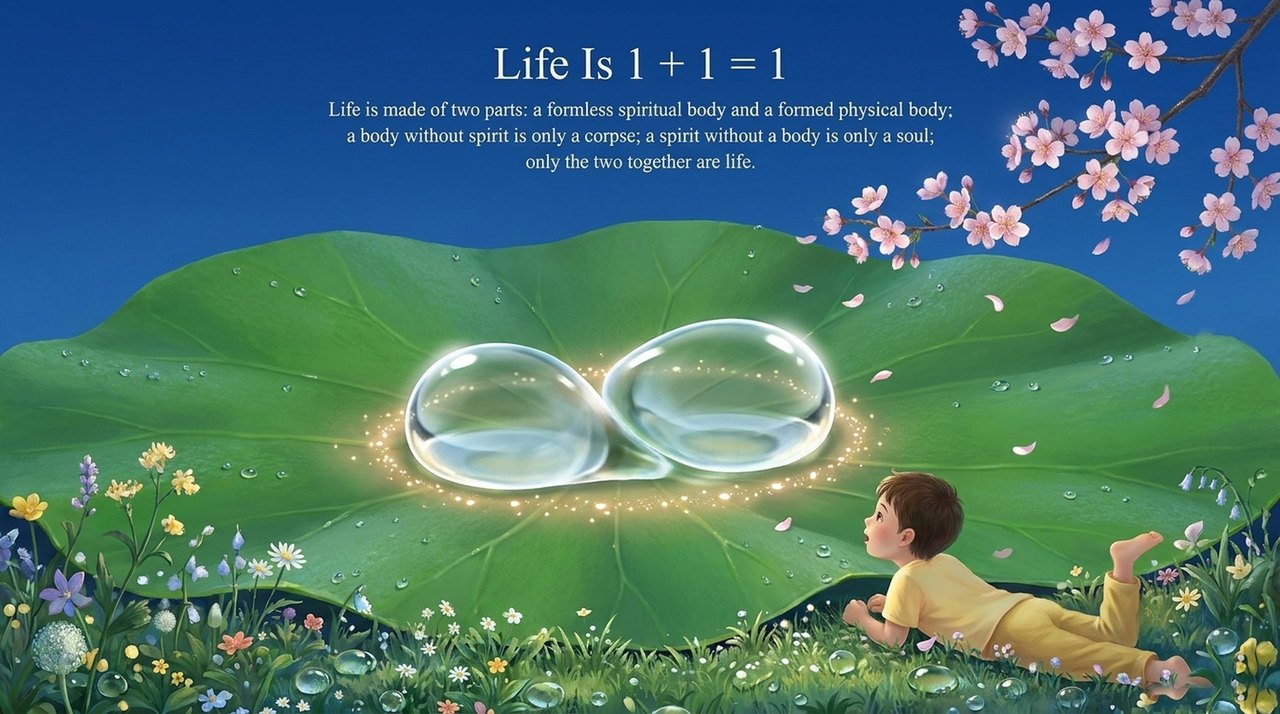 Life Is 1 + 1 = 1
Life is made of two parts: a formless spiritual body and a formed physical body;
a body without spirit is only a corpse; a spirit without a body is only a soul;
only the two together are life.